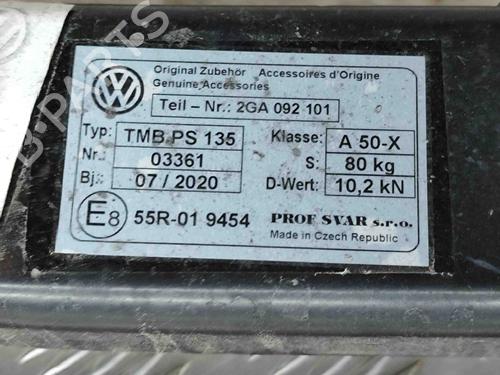 B-PARTS
Original Zubehör Accessoires d'Origine
Genuine Accessories
Teil – Nr.: 2GA 092 101
Typ: TMB PS 135 Klasse: A 50-X
Nr.: 03361 S: 80 kg
Bj.: 07 / 2020 D-Wert: 10,2 kN
E8 55R-01 9454 PROF SVAR s.r.o.
Made in Czech Republic